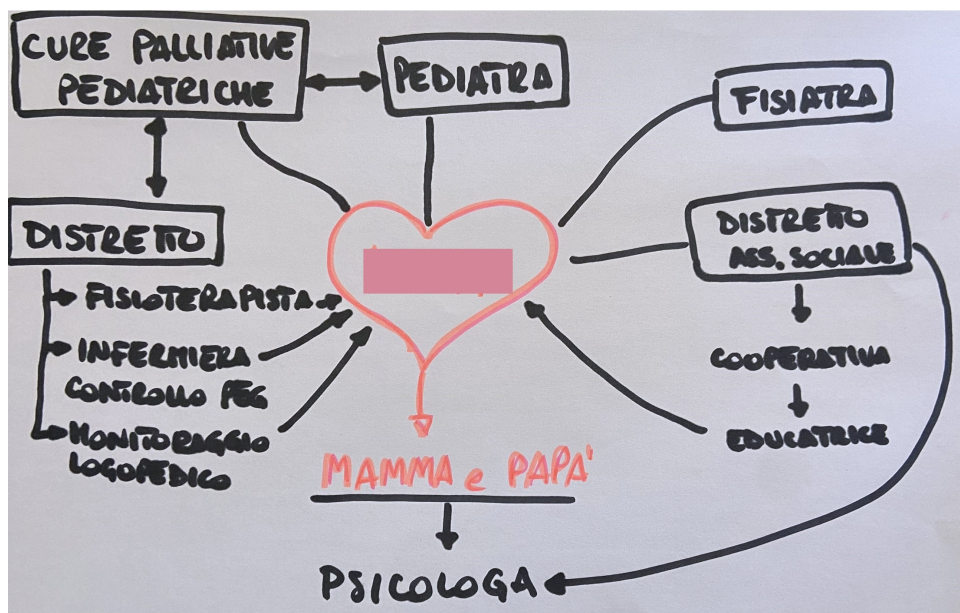 CURE PALLIATIVE
PEDIATRICHE
PEDIATRA
FISIATRA
DISTRETTO
DISTRETTO
ASS. SOCIALE
FISIOTERAPISTA
INFERMIERA
CONTROLLO PEG
MONITORAGGIO
LOGOPEDICO
COOPERATIVA
EDUCATRICE
MAMMA e PAPA'
PSICOLOGA